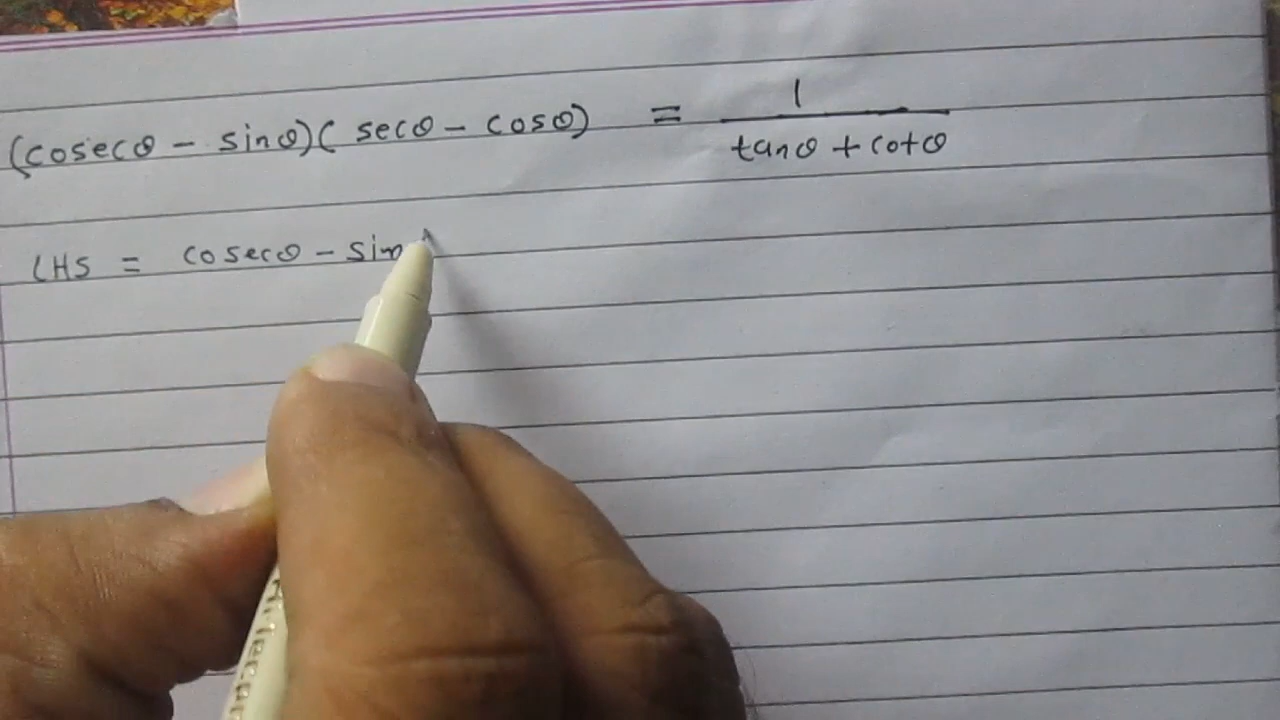 (cosecθ - sinθ)(secθ - cosθ) = 1/(tanθ + cotθ)
LHS = cosecθ - sin